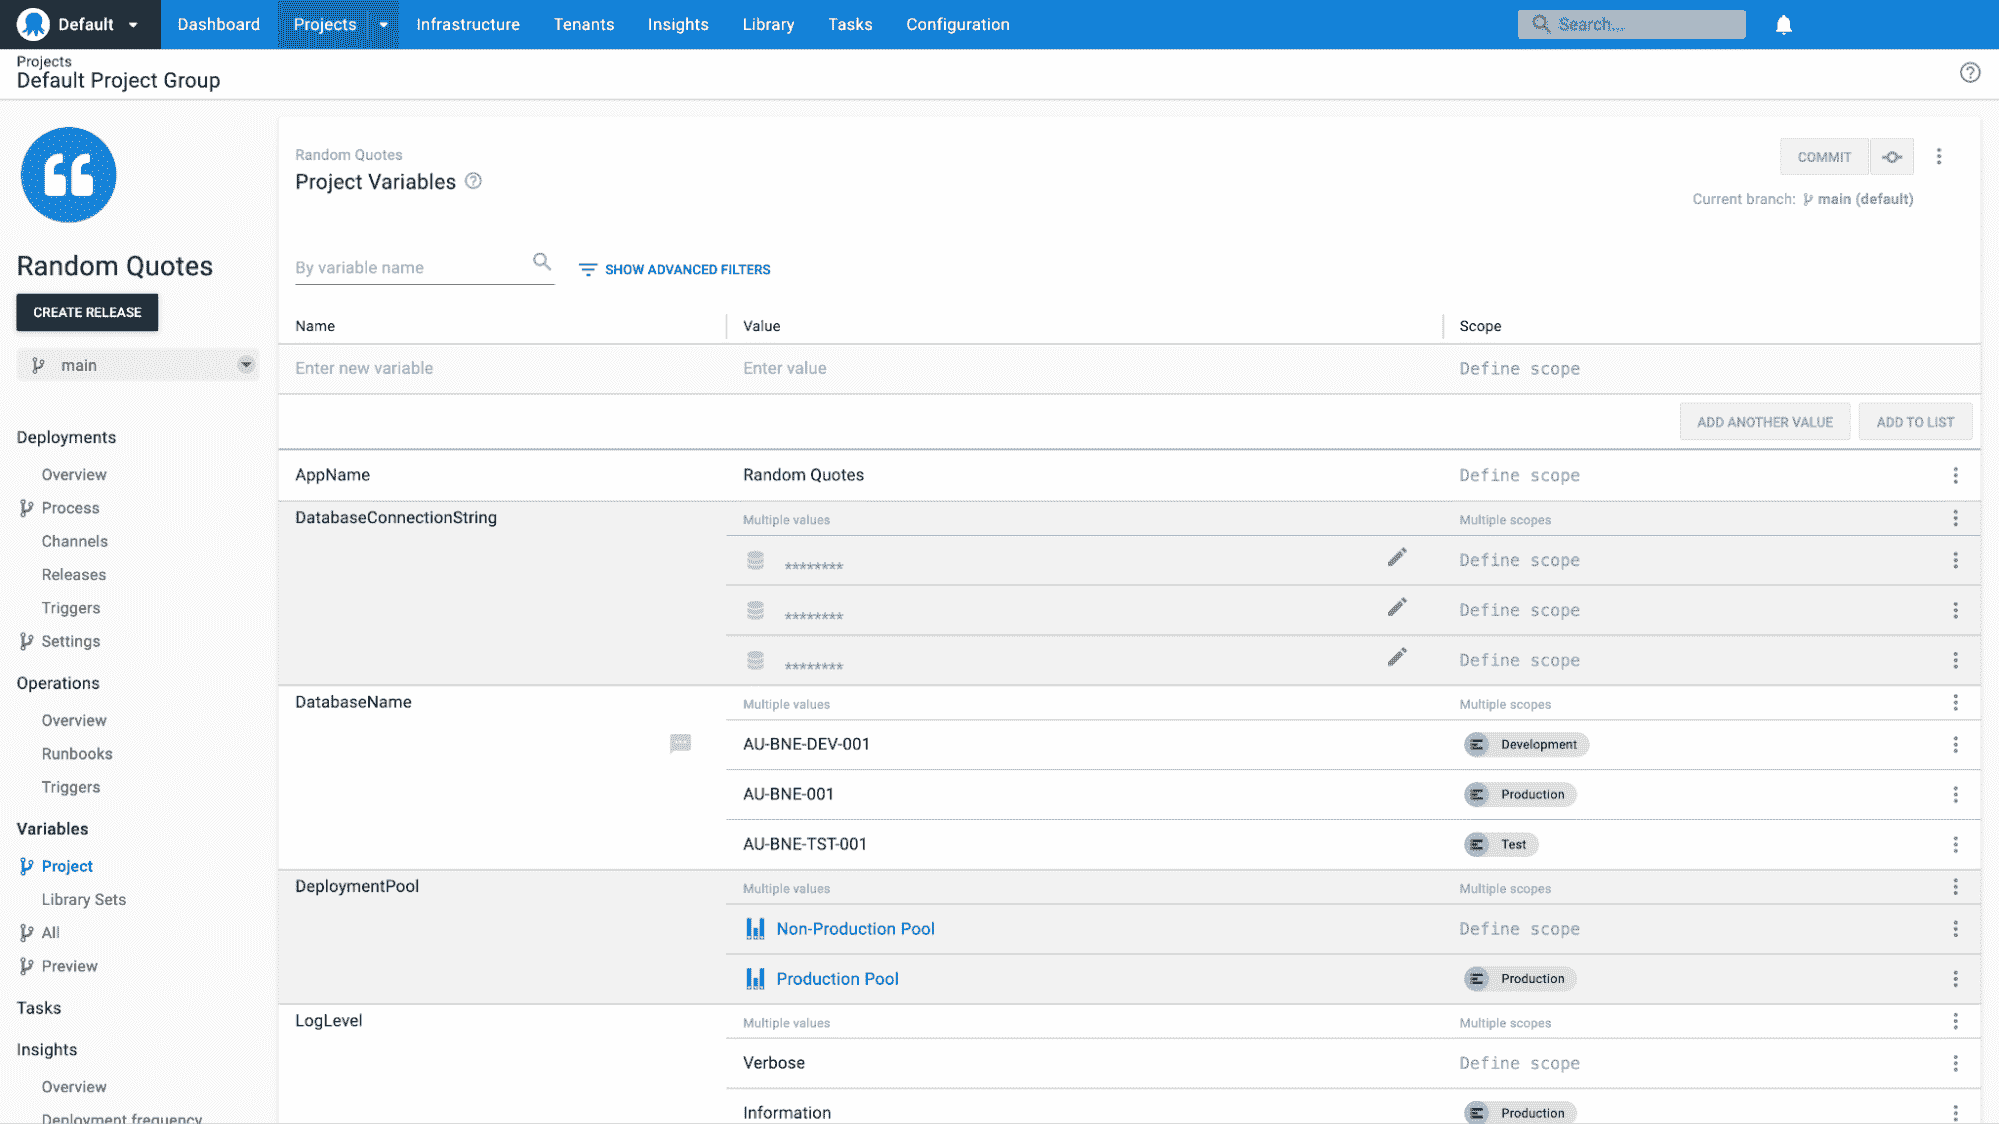 Default Dashboard Projects Infrastructure Tenants Insights Library Tasks Configuration Search...
Projects
Default Project Group
Random Quotes
Project Variables
COMMIT
Current branch: main (default)
Random Quotes
CREATE RELEASE
main
By variable name SHOW ADVANCED FILTERS
Name Value Scope
Enter new variable Enter value Define scope
ADD ANOTHER VALUE ADD TO LIST
Deployments
Overview
Process
Channels
Releases
Triggers
Settings
Operations
Overview
Runbooks
Triggers
Variables
Project
Library Sets
All
Preview
Tasks
Insights
Overview
Deployment frequency
AppName Random Quotes Define scope
DatabaseConnectionString Multiple values Multiple scopes
******** Define scope
******** Define scope
******** Define scope
DatabaseName Multiple values Multiple scopes
AU-BNE-DEV-001 Development
AU-BNE-001 Production
AU-BNE-TST-001 Test
DeploymentPool Multiple values Multiple scopes
Non-Production Pool Define scope
Production Pool Production
LogLevel Multiple values Multiple scopes
Verbose Define scope
Information Production